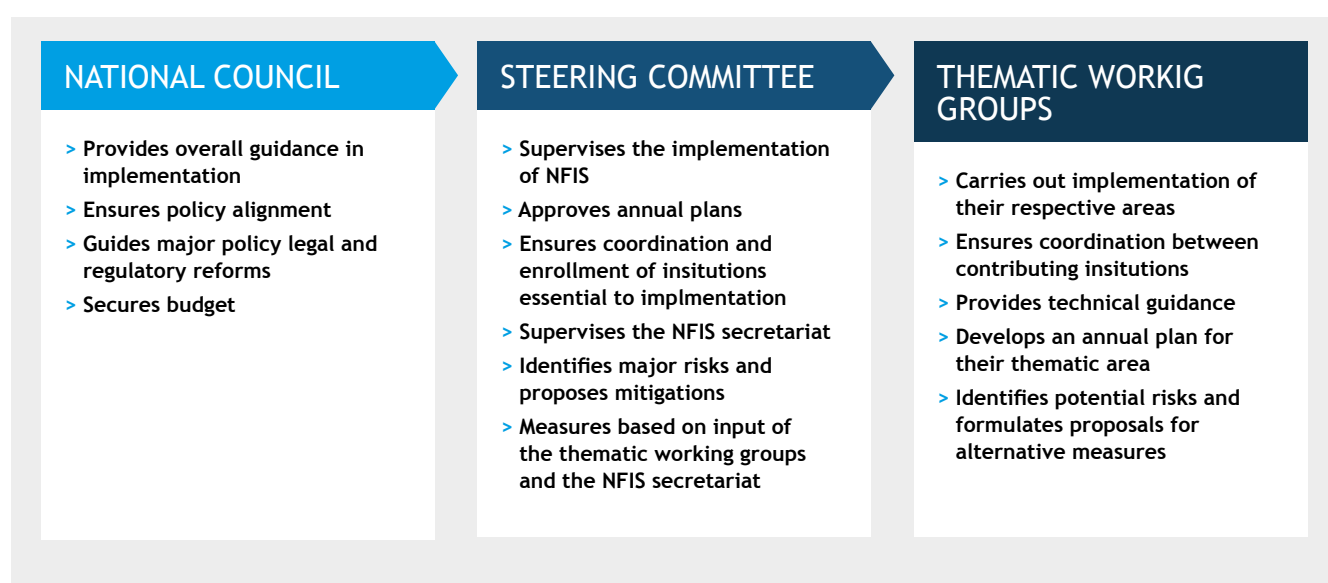 NATIONAL COUNCIL
> Provides overall guidance in
implementation
> Ensures policy alignment
> Guides major policy legal and
regulatory reforms
> Secures budget
STEERING COMMITTEE
> Supervises the implementation
of NFIS
> Approves annual plans
> Ensures coordination and
enrollment of insitutions
essential to implmentation
> Supervises the NFIS secretariat
> Identifies major risks and
proposes mitigations
> Measures based on input of
the thematic working groups
and the NFIS secretariat
THEMATIC WORKIG
GROUPS
> Carries out implementation of
their respective areas
> Ensures coordination between
contributing insitutions
> Provides technical guidance
> Develops an annual plan for
their thematic area
> Identifies potential risks and
formulates proposals for
alternative measures